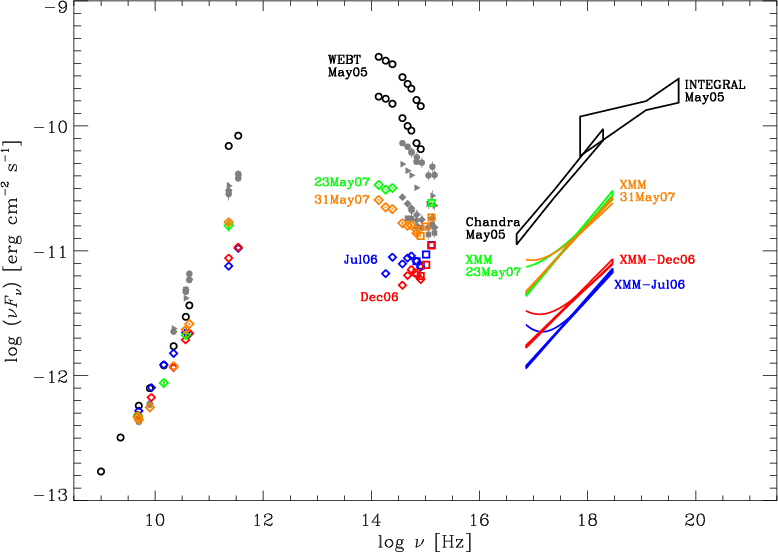 −9
−10
−11
−12
−13
log (νFν) [erg cm−2 s−1]
WEBT
May05
INTEGRAL
May05
23May07
31May07
XMM
31May07
Chandra
May05
Jul06
XMM
23May07
XMM−Dec06
XMM−Jul06
Dec06
10
12
14
16
18
20
log ν [Hz]